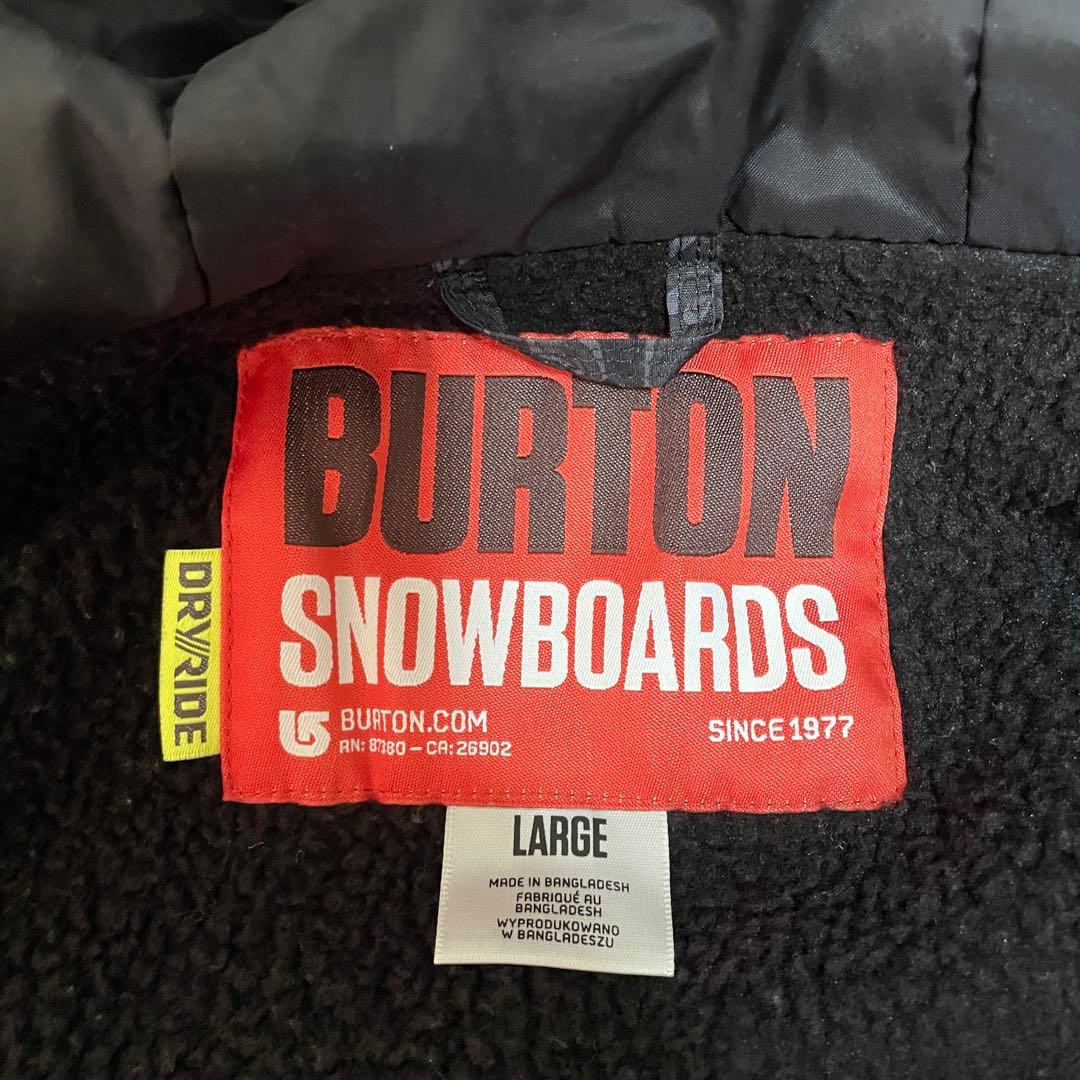 BURTON
SNOWBOARDS
BURTON.COM
RN: 87380 – CA: 26902
SINCE 1977
DRY//RIDE
LARGE
MADE IN BANGLADESH
FABRIQUÉ AU
BANGLADESH
WYPRODUKOWANO
W BANGLADESZU